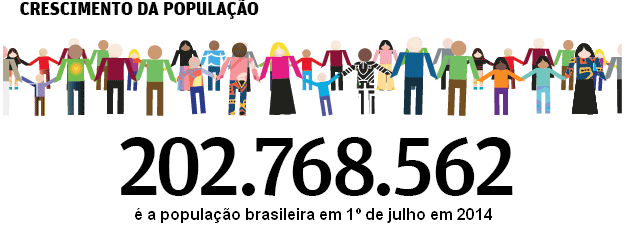 CRESCIMENTO DA POPULAÇÃO
202.768.562
é a população brasileira em 1º de julho em 2014